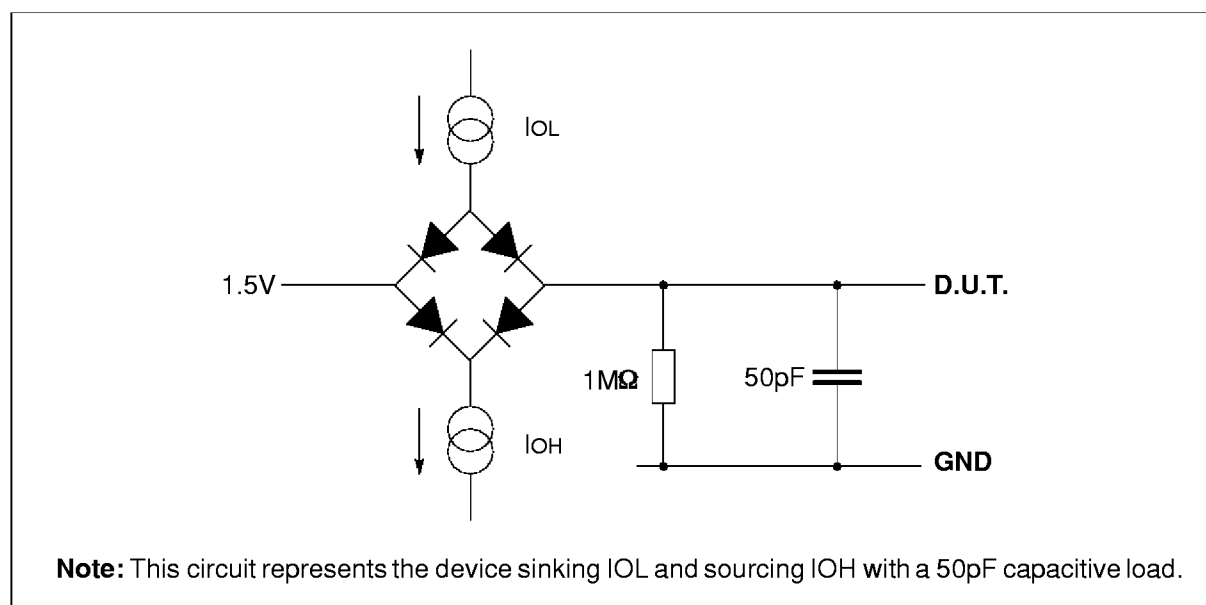 IOL
1.5V
D.U.T.
1MΩ
50pF
IOH
GND
Note: This circuit represents the device sinking IOL and sourcing IOH with a 50pF capacitive load.